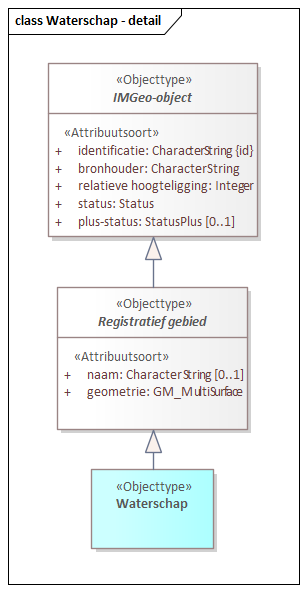 class Waterschap - detail
«Objecttype»
IMGeo-object
«Attribuutsoort»
+ identificatie: CharacterString {id}
+ bronhouder: CharacterString
+ relatieve hoogteligging: Integer
+ status: Status
+ plus-status: StatusPlus [0..1]
«Objecttype»
Registratief gebied
«Attribuutsoort»
+ naam: CharacterString [0..1]
+ geometrie: GM_MultiSurface
«Objecttype»
Waterschap